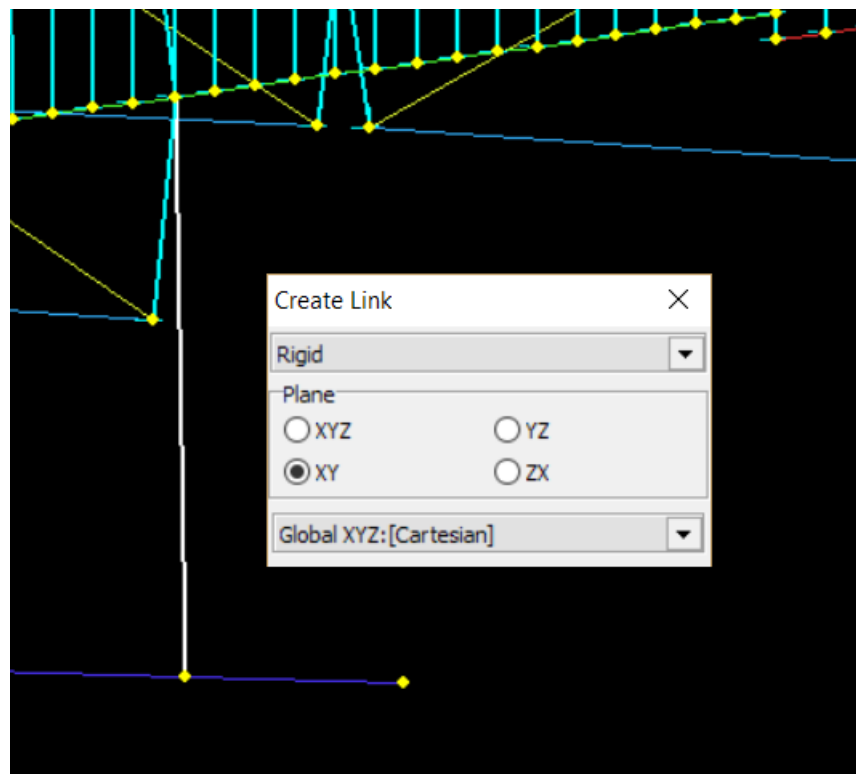 Create Link
Rigid
Plane
XYZ YZ
XY ZX
Global XYZ:[Cartesian]